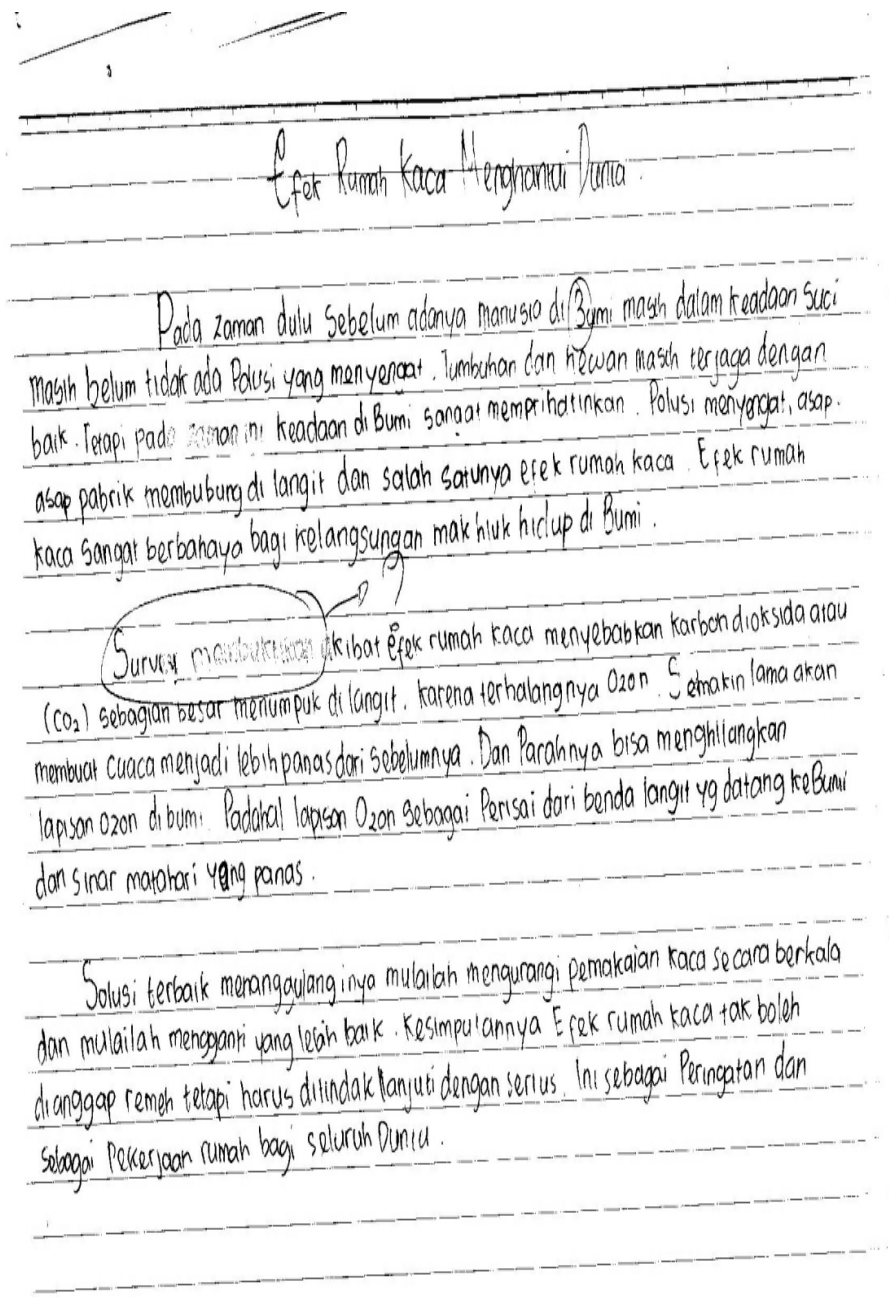 Efek Rumah Kaca Menghantui Dunia.
Pada zaman dulu Sebelum adanya manusia di Bumi masih dalam keadaan Suci
masih belum tidak ada Polusi yang menyengat. Tumbuhan dan hewan masih terjaga dengan
baik. Tetapi pada zaman ini keadaan di Bumi sangat memprihatinkan. Polusi menyengat, asap-
asap pabrik membubung di langit dan salah satunya efek rumah kaca. Efek rumah
kaca sangat berbahaya bagi kelangsungan makhluk hidup di Bumi.
Survey membuktikan akibat efek rumah kaca menyebabkan karbondioksida atau
(CO₂) sebagian besar menumpuk di langit. karena terhalangnya Ozon. Semakin lama akan
membuat cuaca menjadi lebih panas dari sebelumnya. Dan Parahnya bisa menghilangkan
lapisan ozon di bumi. Padahal lapisan Ozon sebagai Perisai dari benda langit yg datang ke Bumi
dan sinar matahari yang panas.
Solusi terbaik menanggulanginya mulailah mengurangi pemakaian kaca secara berkala
dan mulailah mengganti yang lebih baik. Kesimpulannya Efek rumah kaca tak boleh
dianggap remeh tetapi harus ditindak lanjuti dengan serius. Ini sebagai Peringatan dan
sebagai Pekerjaan rumah bagi seluruh Dunia.